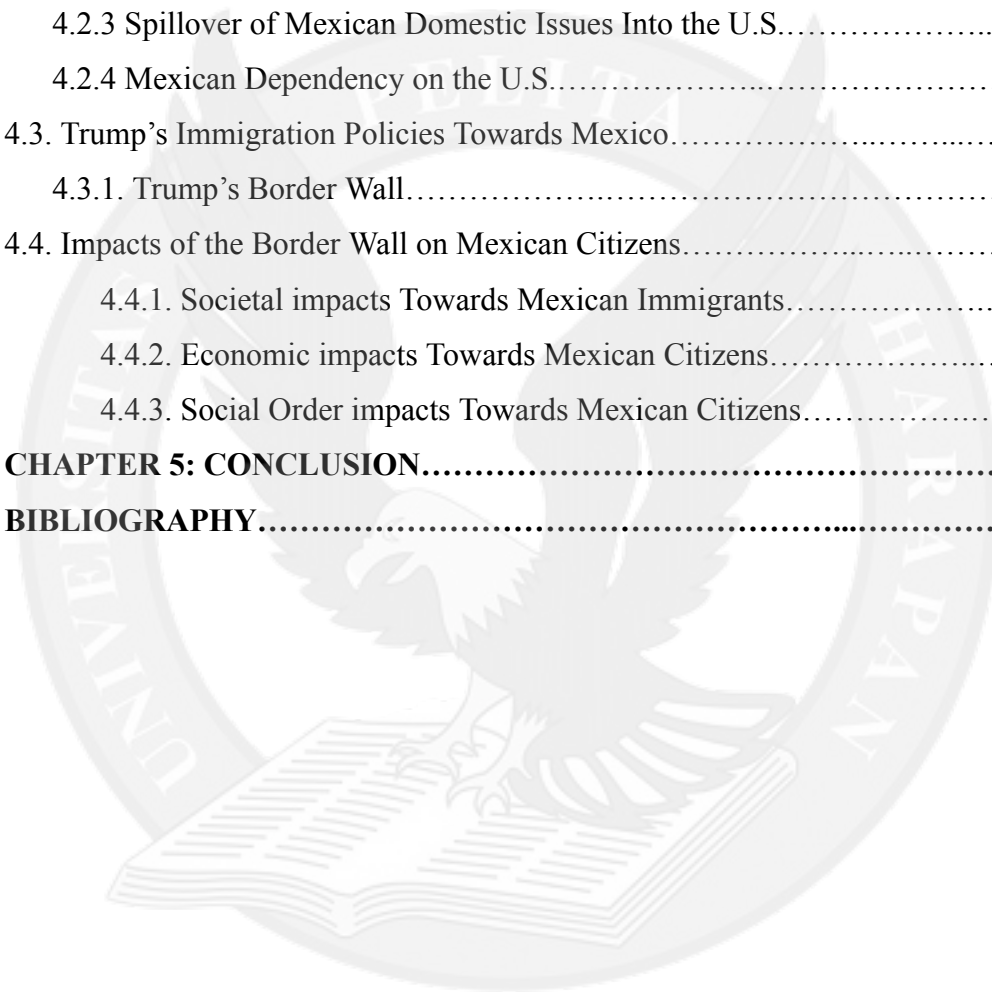 4.2.3 Spillover of Mexican Domestic Issues Into the U.S.………………..
4.2.4 Mexican Dependency on the U.S.………………..…………………
4.3. Trump’s Immigration Policies Towards Mexico………………..……...…
4.3.1. Trump’s Border Wall………………….…………………………………
4.4. Impacts of the Border Wall on Mexican Citizens……………..…..………
4.4.1. Societal impacts Towards Mexican Immigrants……………….
4.4.2. Economic impacts Towards Mexican Citizens………………..…
4.4.3. Social Order impacts Towards Mexican Citizens…………….…
CHAPTER 5: CONCLUSION…………………………………………………
BIBLIOGRAPHY…………………………………………………....……………
PELITA
UNIVERSITAS
HARAPAN